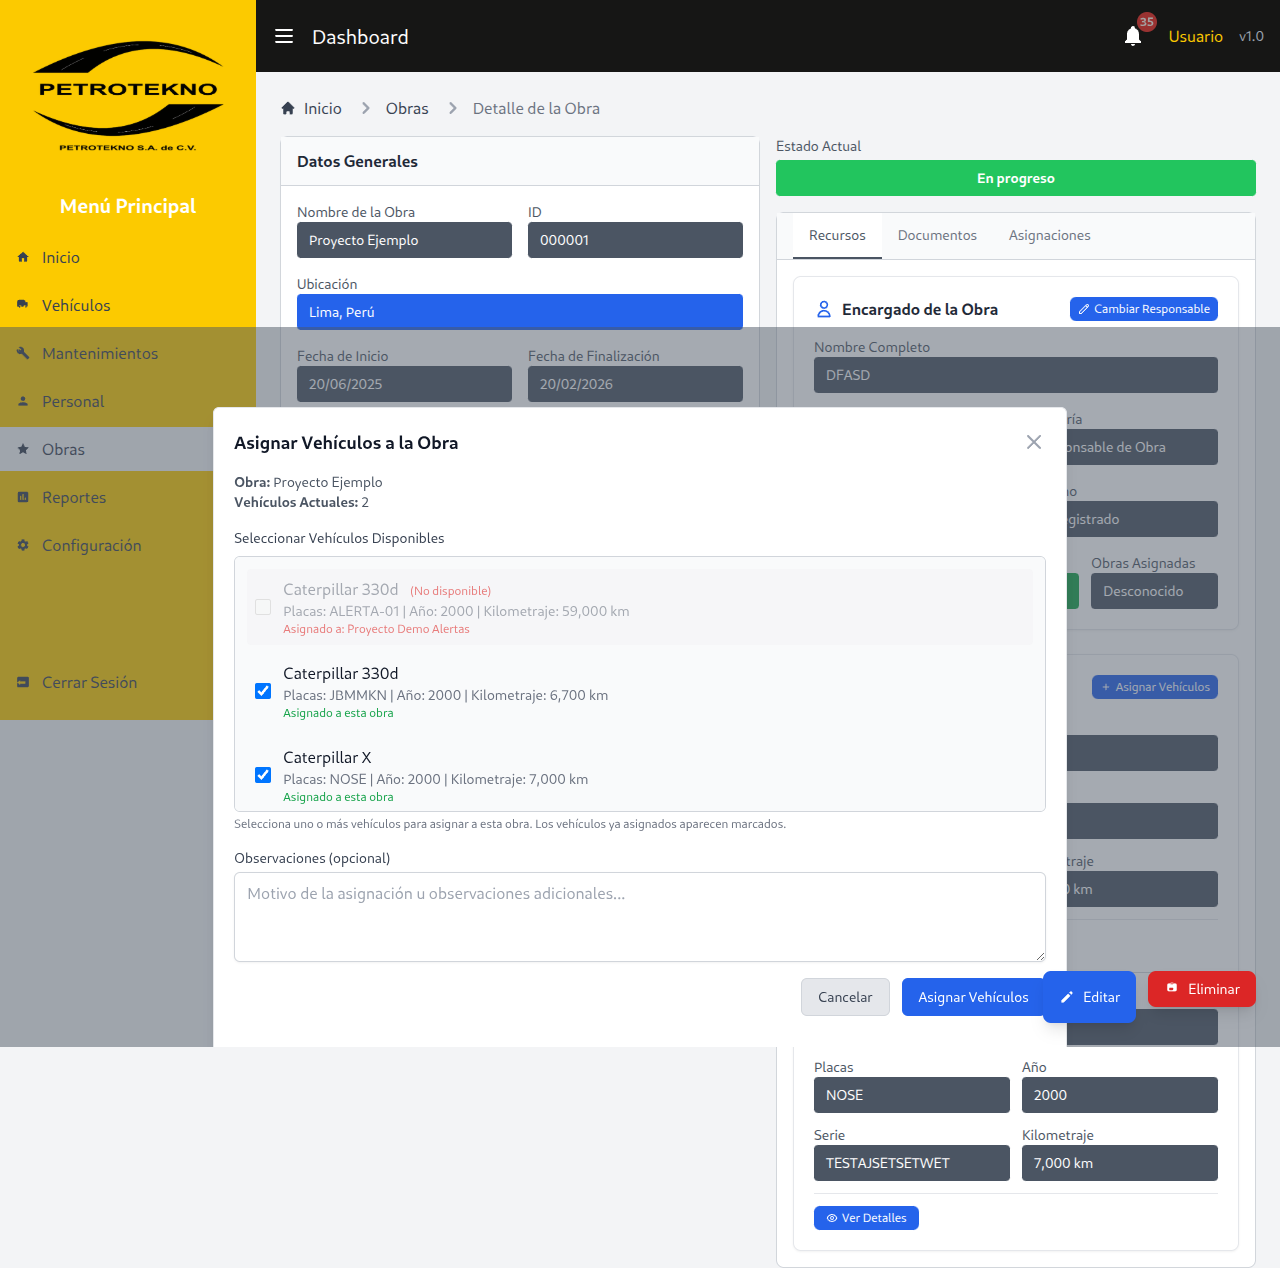 PETROTEKNO
PETROTEKNO S.A. de C.V.
Menú Principal
Inicio
Vehículos
Mantenimientos
Personal
Obras
Reportes
Configuración
Cerrar Sesión
Dashboard
35
Usuario
v1.0
Inicio
Obras
Detalle de la Obra
Datos Generales
Nombre de la Obra
ID
Proyecto Ejemplo
000001
Ubicación
Lima, Perú
Fecha de Inicio
Fecha de Finalización
20/06/2025
20/02/2026
Estado Actual
En progreso
Recursos
Documentos
Asignaciones
Encargado de la Obra
Cambiar Responsable
Nombre Completo
DFASD
ría
onsable de Obra
no
egistrado
Obras Asignadas
Desconocido
+ Asignar Vehículos
traje
km
Asignar Vehículos a la Obra
Obra: Proyecto Ejemplo
Vehículos Actuales: 2
Seleccionar Vehículos Disponibles
Caterpillar 330d (No disponible)
Placas: ALERTA-01 | Año: 2000 | Kilometraje: 59,000 km
Asignado a: Proyecto Demo Alertas
Caterpillar 330d
Placas: JBMMKN | Año: 2000 | Kilometraje: 6,700 km
Asignado a esta obra
Caterpillar X
Placas: NOSE | Año: 2000 | Kilometraje: 7,000 km
Asignado a esta obra
Selecciona uno o más vehículos para asignar a esta obra. Los vehículos ya asignados aparecen marcados.
Observaciones (opcional)
Motivo de la asignación u observaciones adicionales...
Cancelar
Asignar Vehículos
Editar
Eliminar
Placas
Año
NOSE
2000
Serie
Kilometraje
TESTAJSETSETWET
7,000 km
Ver Detalles